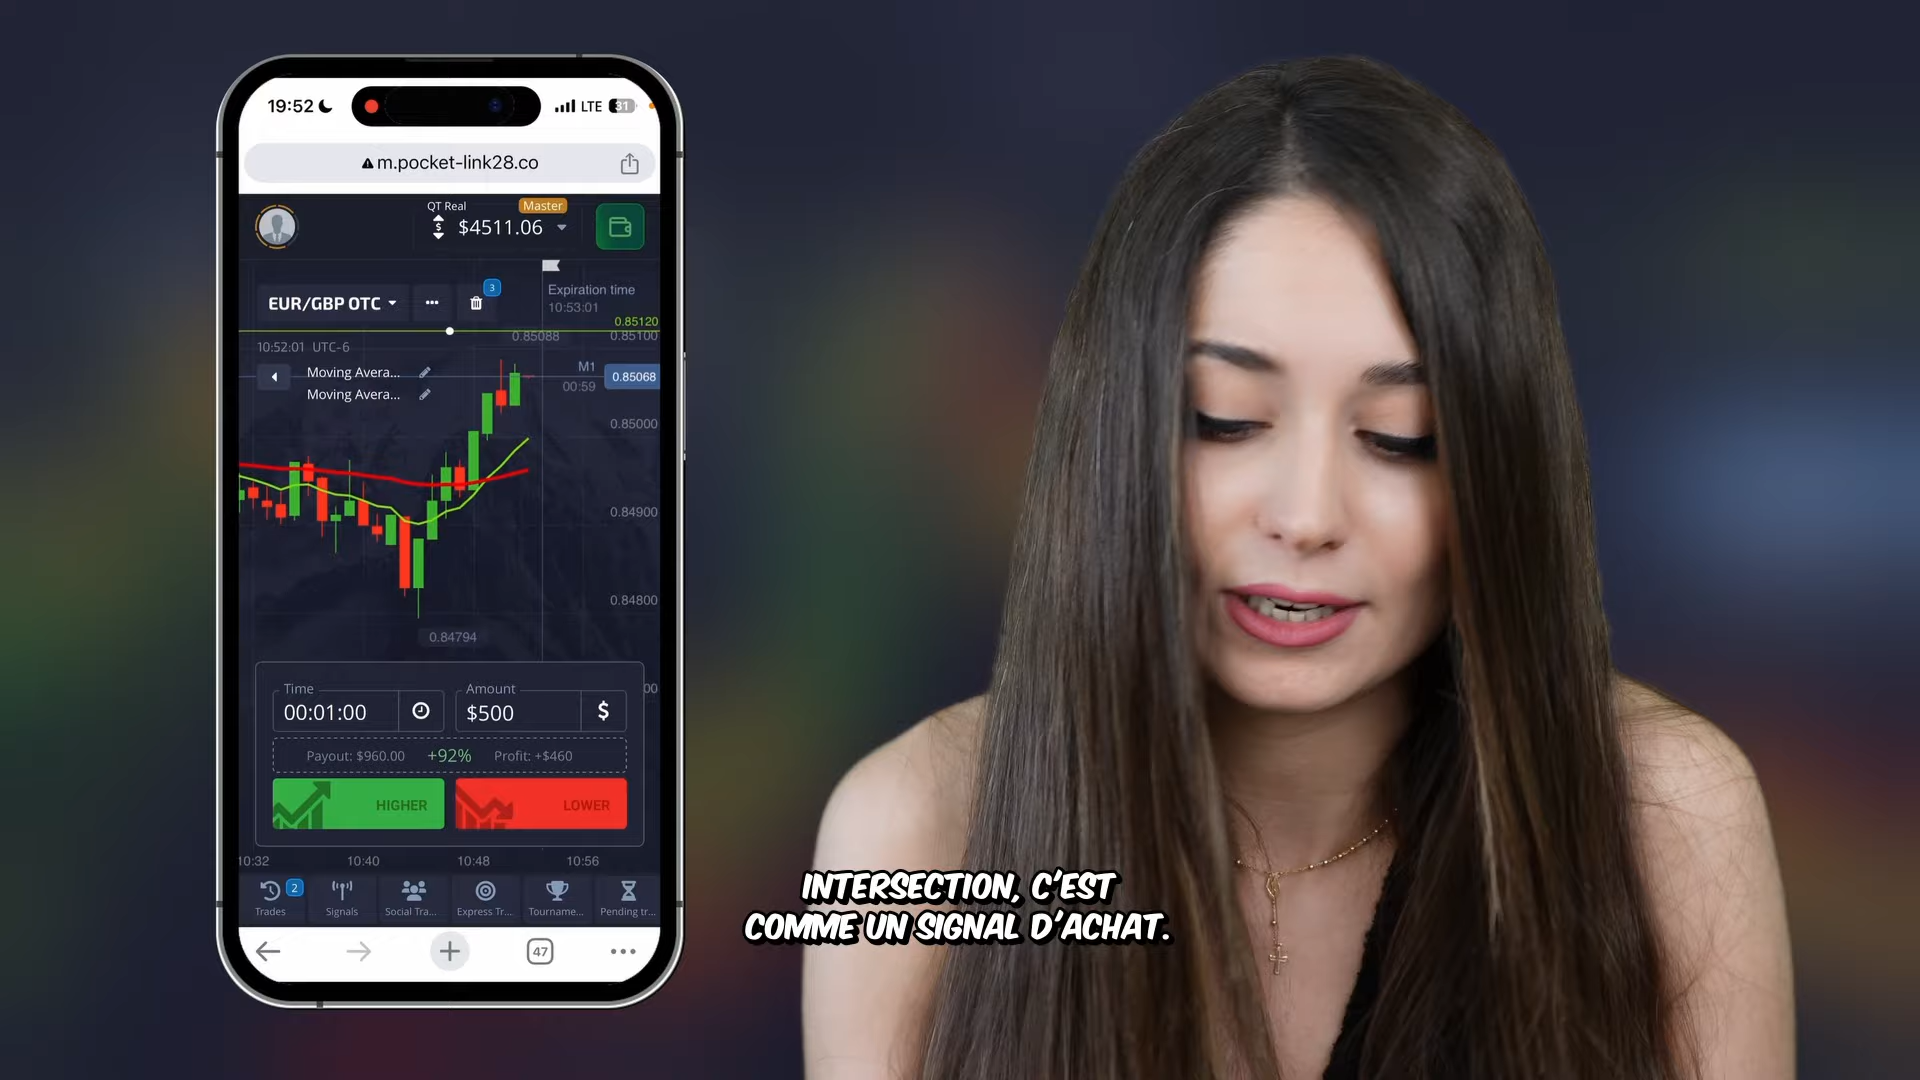 19:52
LTE 31
m.pocket-link28.co
QT Real
Master
$4511.06
EUR/GBP OTC
3
Expiration time
10:53:01
0.85120
0.85100
0.85088
10:52:01 UTC-6
M1
00:59
0.85068
Moving Avera...
Moving Avera...
0.85000
0.84900
0.84800
0.84794
00
Time
00:01:00
Amount
$500
$
Payout: $960.00 +92% Profit: +$460
HIGHER
LOWER
10:32 10:40 10:48 10:56
2
Trades Signals Social Tra... Express Tr... Tourname... Pending tr...
47
INTERSECTION, C'EST
COMME UN SIGNAL D'ACHAT.